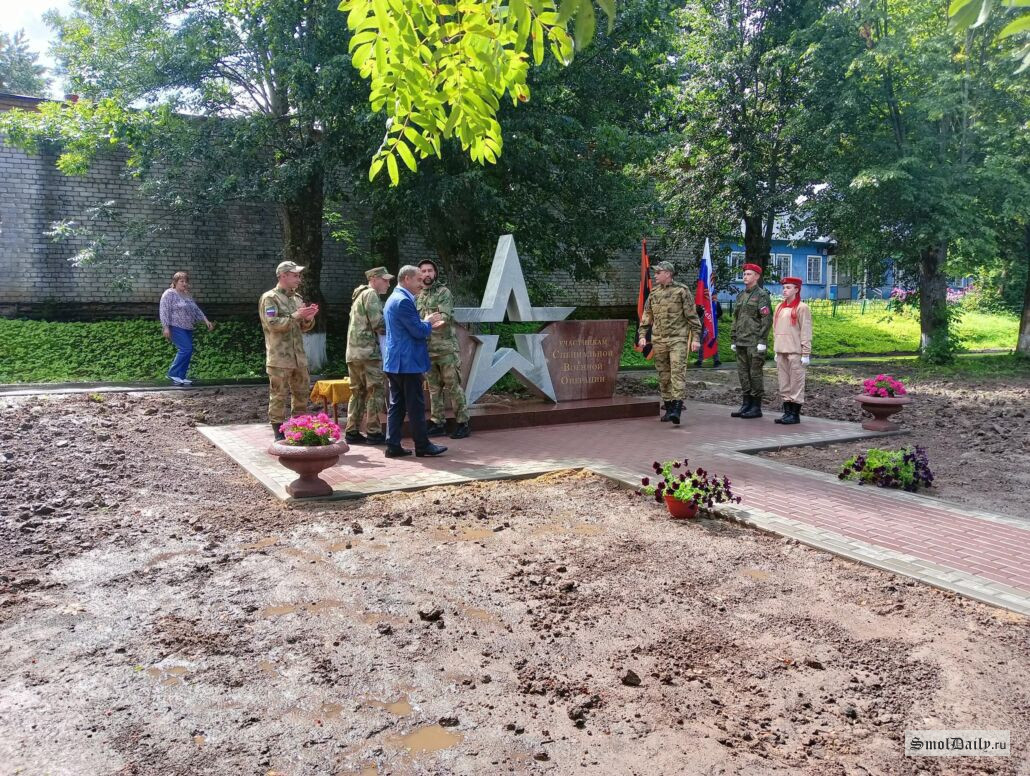 Участникам
Специальной
Военной
Операции
SmolDaily.ru